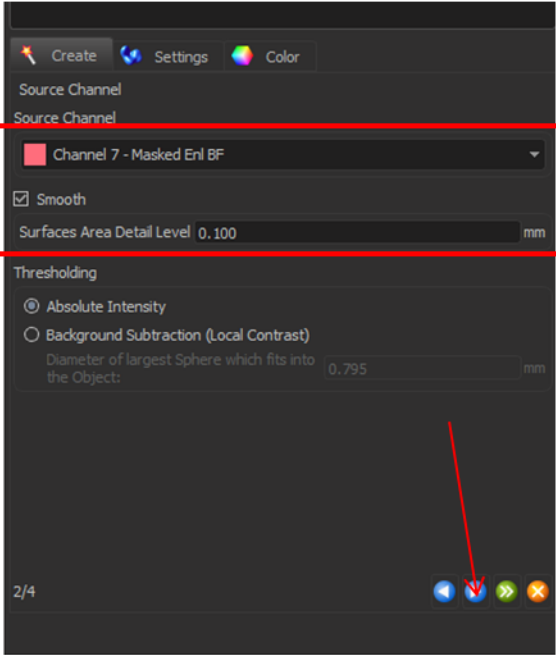 Create Settings Color
Source Channel
Source Channel
Channel 7 - Masked Enl BF
Smooth
Surfaces Area Detail Level 0.100 mm
Thresholding
Absolute Intensity
Background Subtraction (Local Contrast)
Diameter of largest Sphere which fits into
the Object: 0.795 mm
2/4